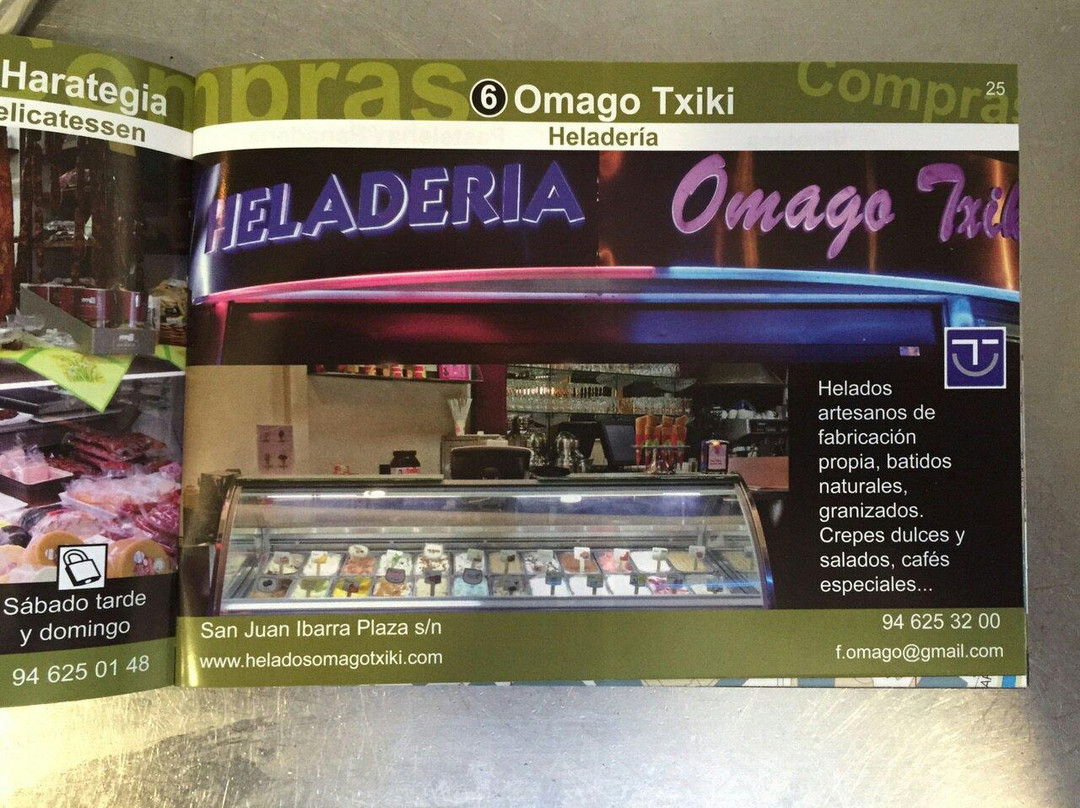 Harategia
elicatessen
Sábado tarde
y domingo
94 625 01 48
Compras
25
6 Omago Txiki
Heladería
HELADERIA
Omago Txik
Helados
artesanos de
fabricación
propia, batidos
naturales,
granizados.
Crepes dulces y
salados, cafés
especiales...
San Juan Ibarra Plaza s/n
www.heladosomagotxiki.com
94 625 32 00
f.omago@gmail.com